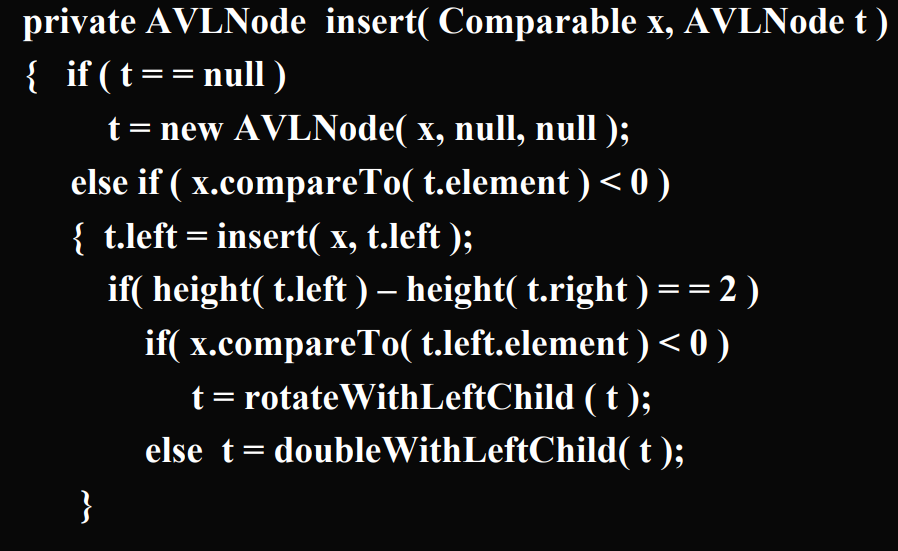 private AVLNode insert( Comparable x, AVLNode t )
{ if ( t = = null )
t = new AVLNode( x, null, null );
else if ( x.compareTo( t.element ) < 0 )
{ t.left = insert( x, t.left );
if( height( t.left ) – height( t.right ) = = 2 )
if( x.compareTo( t.left.element ) < 0 )
t = rotateWithLeftChild ( t );
else t = doubleWithLeftChild( t );
}